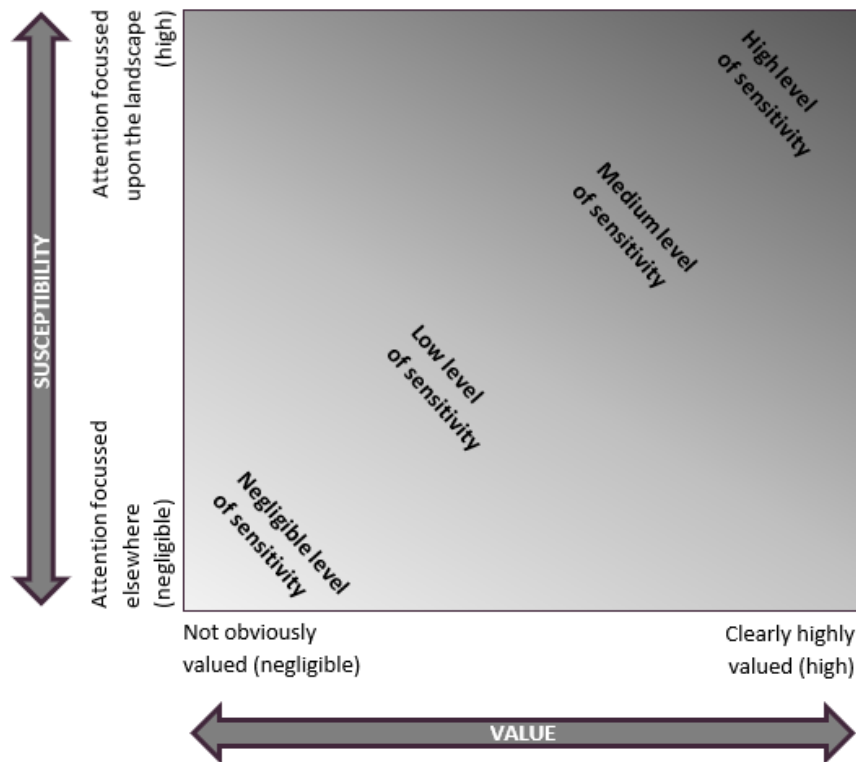 SUSCEPTIBILITY
Attention focussed
upon the landscape
(high)
Attention focussed
elsewhere
(negligible)
High level
of sensitivity
Medium level
of sensitivity
Low level
of sensitivity
Negligible level
of sensitivity
Not obviously
valued (negligible)
Clearly highly
valued (high)
VALUE